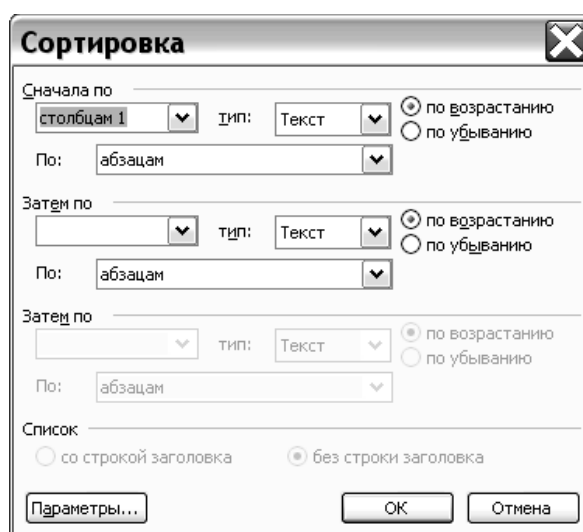 Сортировка
Сначала по
столбцам 1 тип: Текст по возрастанию
по убыванию
По: абзацам
Затем по
тип: Текст по возрастанию
по убыванию
По: абзацам
Затем по
тип: Текст по возрастанию
по убыванию
По: абзацам
Список
со строкой заголовка без строки заголовка
Параметры... ОК Отмена